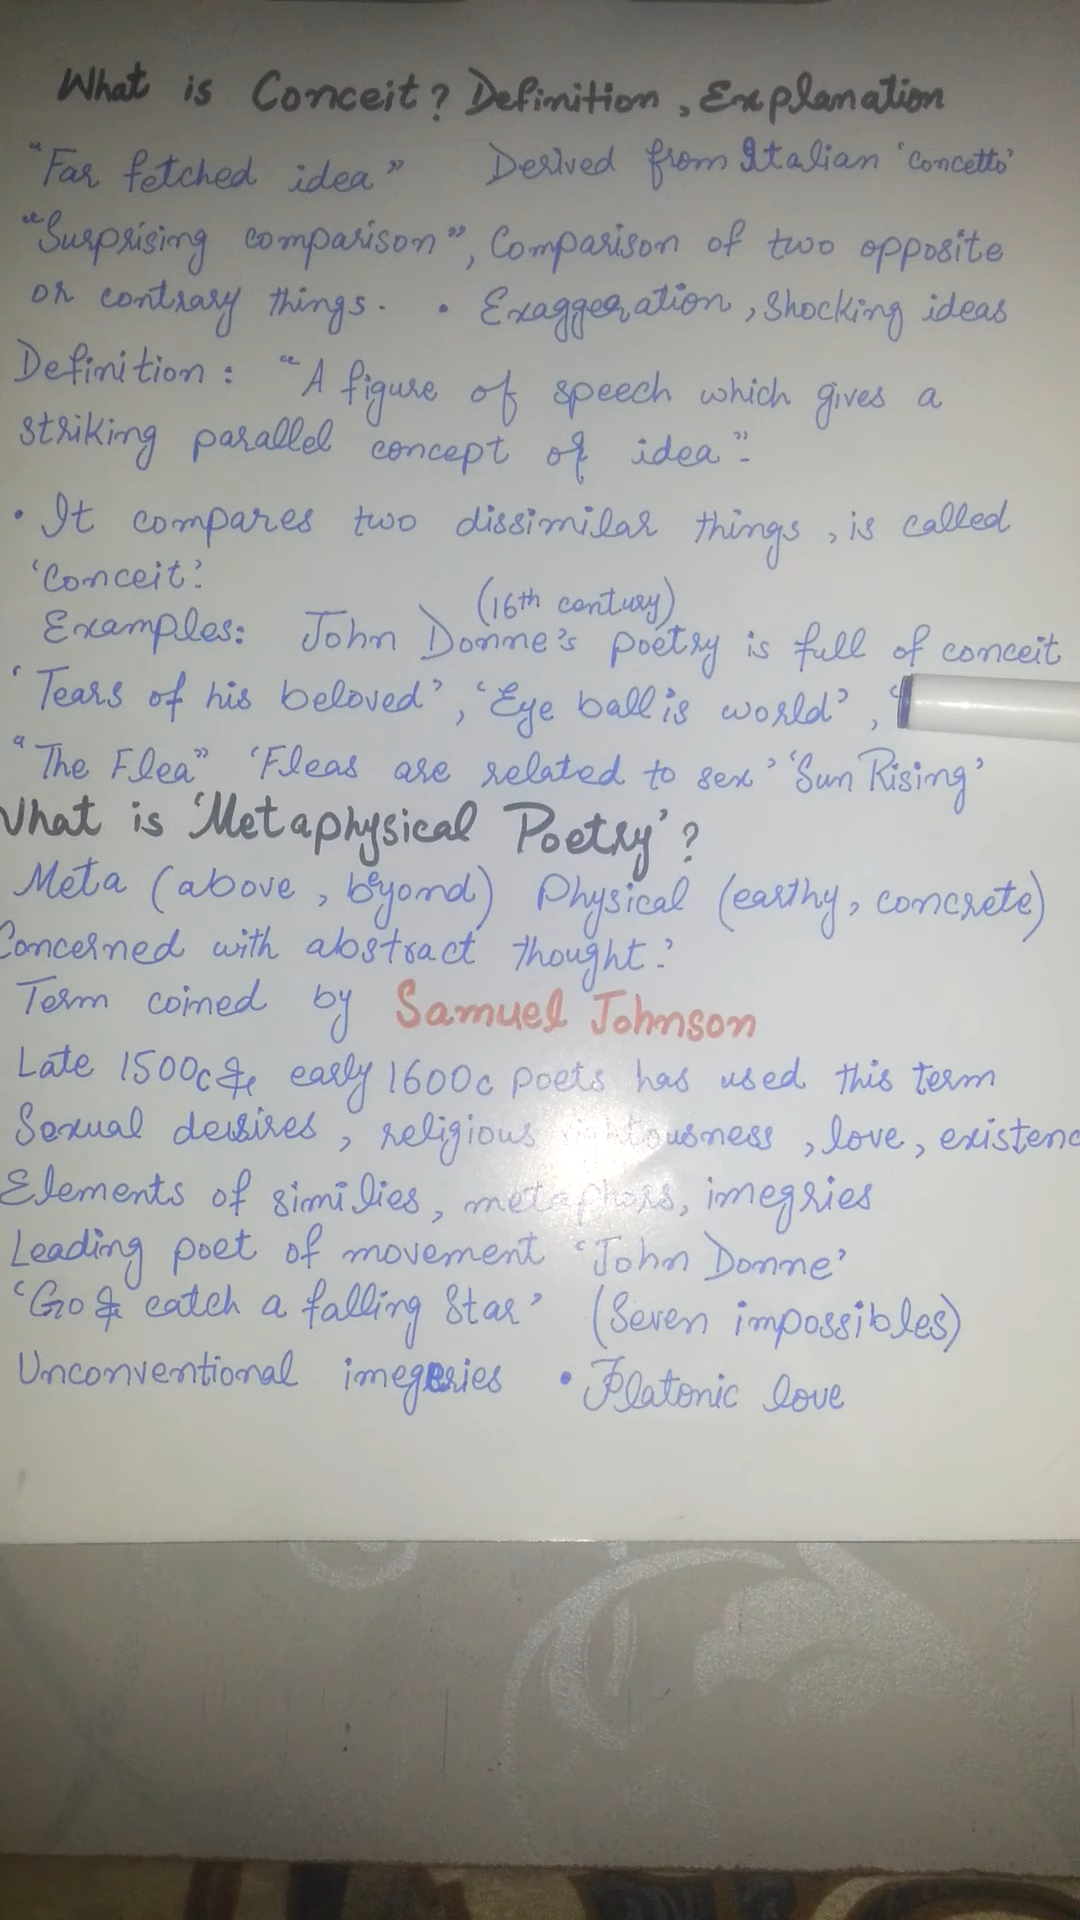 What is Conceit? Definition, Explanation
"Far fetched idea" Derived from Italian 'concetto'
"Surprising comparison", Comparison of two opposite
or contrary things. • Exaggeration, Shocking ideas
Definition: "A figure of speech which gives a
striking parallel concept of idea".
• It compares two dissimilar things, is called
'Conceit'.
(16th century)
Examples: John Donne's poetry is full of conceit
'Tears of his beloved', 'Eye ball is world', '
"The Flea" 'Fleas are related to sex' 'Sun Rising'
What is 'Metaphysical Poetry'?
Meta (above, beyond) Physical (earthy, concrete)
Concerned with abstract thought.'
Term coined by Samuel Johnson
Late 1500c & early 1600c poets has used this term
Sexual desires, religious rightousness, love, existenc
Elements of similies, metaphors, imegries
Leading poet of movement 'John Donne'
'Go & catch a falling Star' (Seven impossibles)
Unconventional imegeries • Platonic love